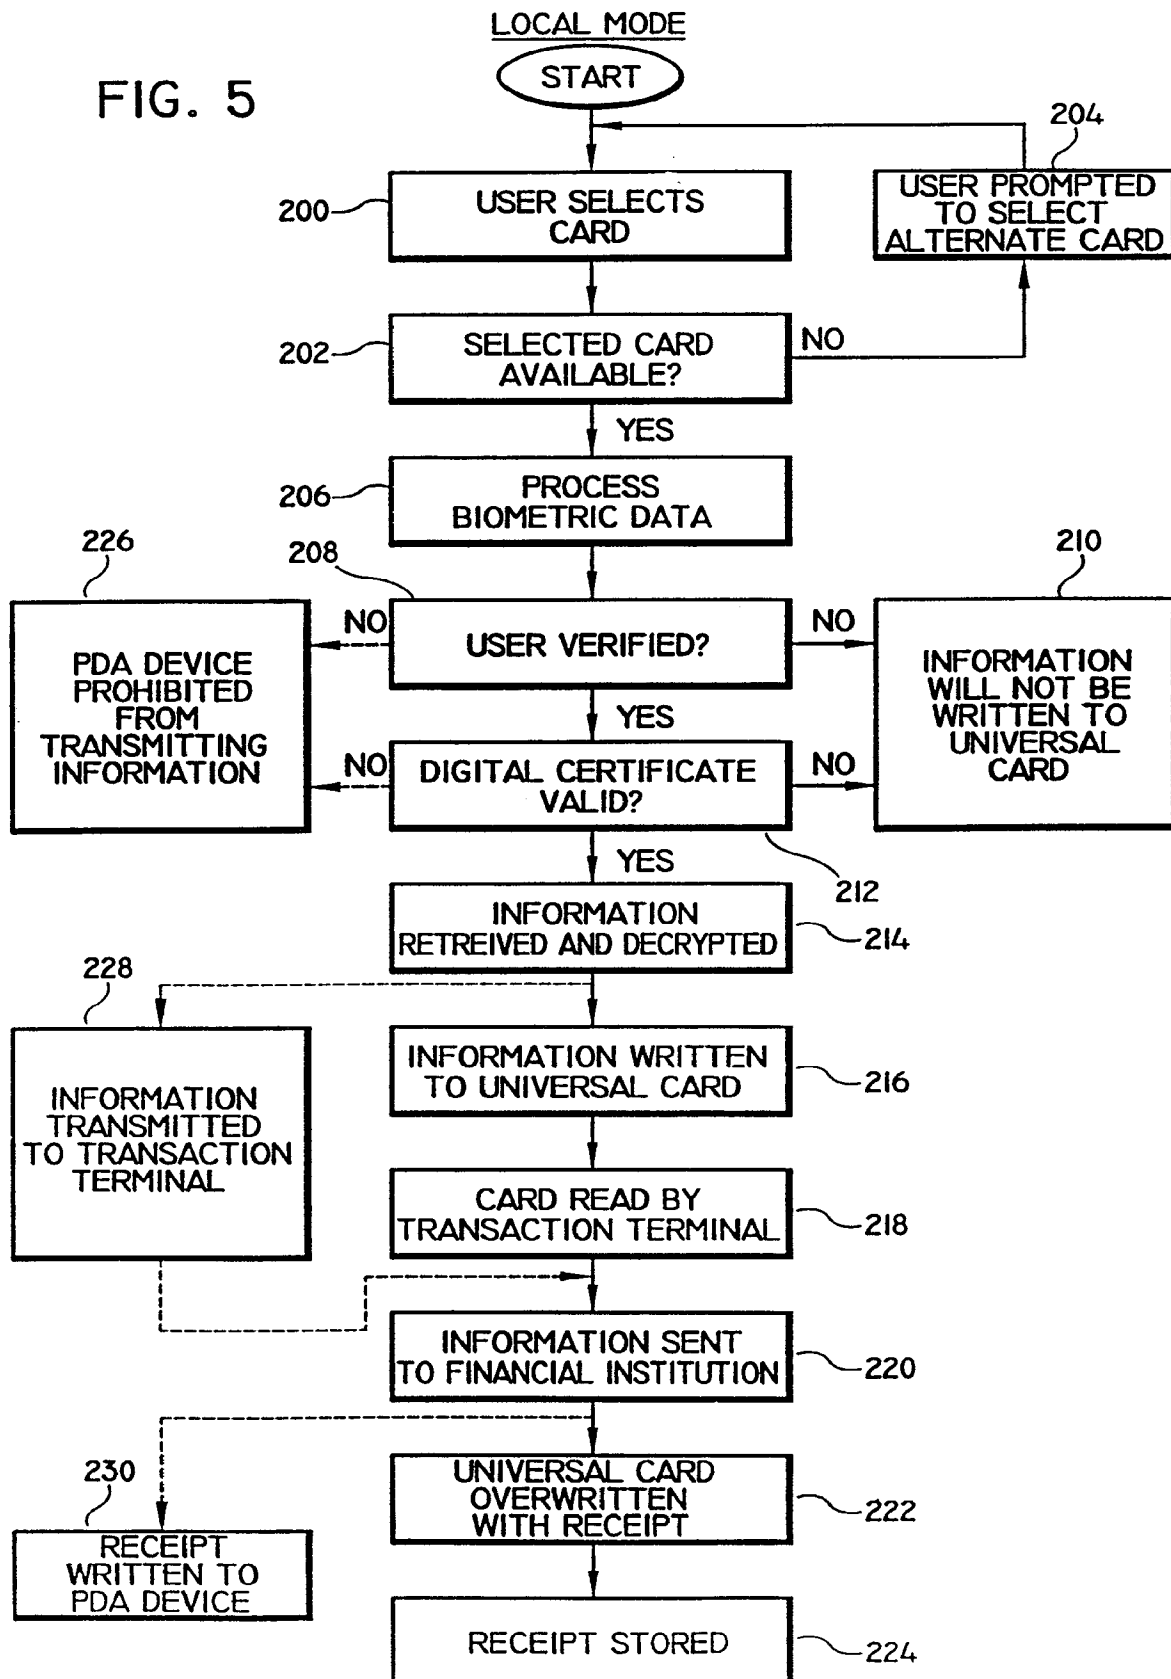 LOCAL MODE
START
FIG. 5
204
200
USER SELECTS
CARD
USER PROMPTED
TO SELECT
ALTERNATE CARD
202
SELECTED CARD
AVAILABLE?
NO
YES
206
PROCESS
BIOMETRIC DATA
226
208
210
PDA DEVICE
PROHIBITED
FROM
TRANSMITTING
INFORMATION
NO
USER VERIFIED?
NO
INFORMATION
WILL NOT BE
WRITTEN TO
UNIVERSAL
CARD
YES
NO
DIGITAL CERTIFICATE
VALID?
NO
YES
212
INFORMATION
RETREIVED AND DECRYPTED
214
228
INFORMATION
TRANSMITTED
TO TRANSACTION
TERMINAL
INFORMATION WRITTEN
TO UNIVERSAL CARD
216
CARD READ BY
TRANSACTION TERMINAL
218
INFORMATION SENT
TO FINANCIAL INSTITUTION
220
230
UNIVERSAL CARD
OVERWRITTEN
WITH RECEIPT
222
RECEIPT
WRITTEN TO
PDA DEVICE
RECEIPT STORED
224